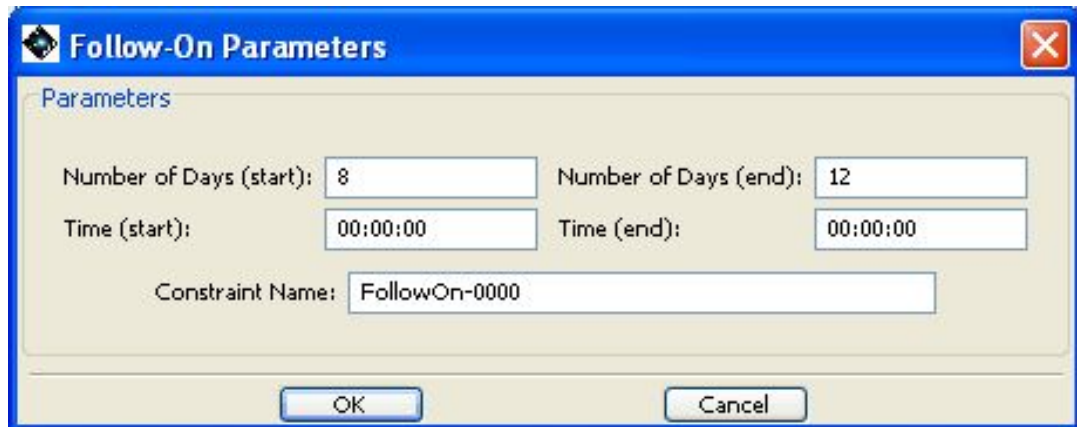 Follow-On Parameters
Parameters
Number of Days (start): 8 Number of Days (end): 12
Time (start): 00:00:00 Time (end): 00:00:00
Constraint Name: FollowOn-0000
OK Cancel